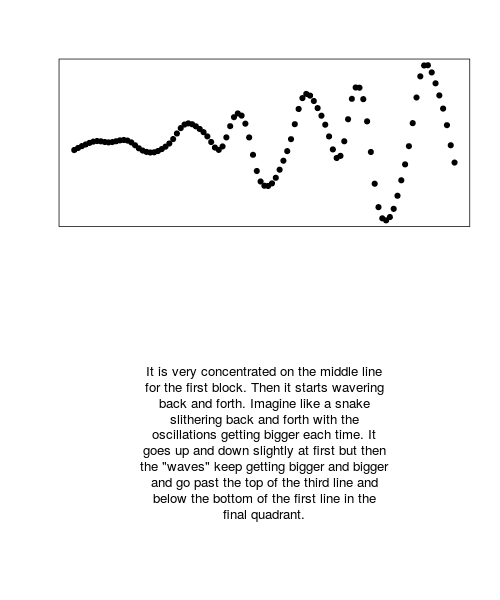 It is very concentrated on the middle line
for the first block. Then it starts wavering
back and forth. Imagine like a snake
slithering back and forth with the
oscillations getting bigger each time. It
goes up and down slightly at first but then
the "waves" keep getting bigger and bigger
and go past the top of the third line and
below the bottom of the first line in the
final quadrant.